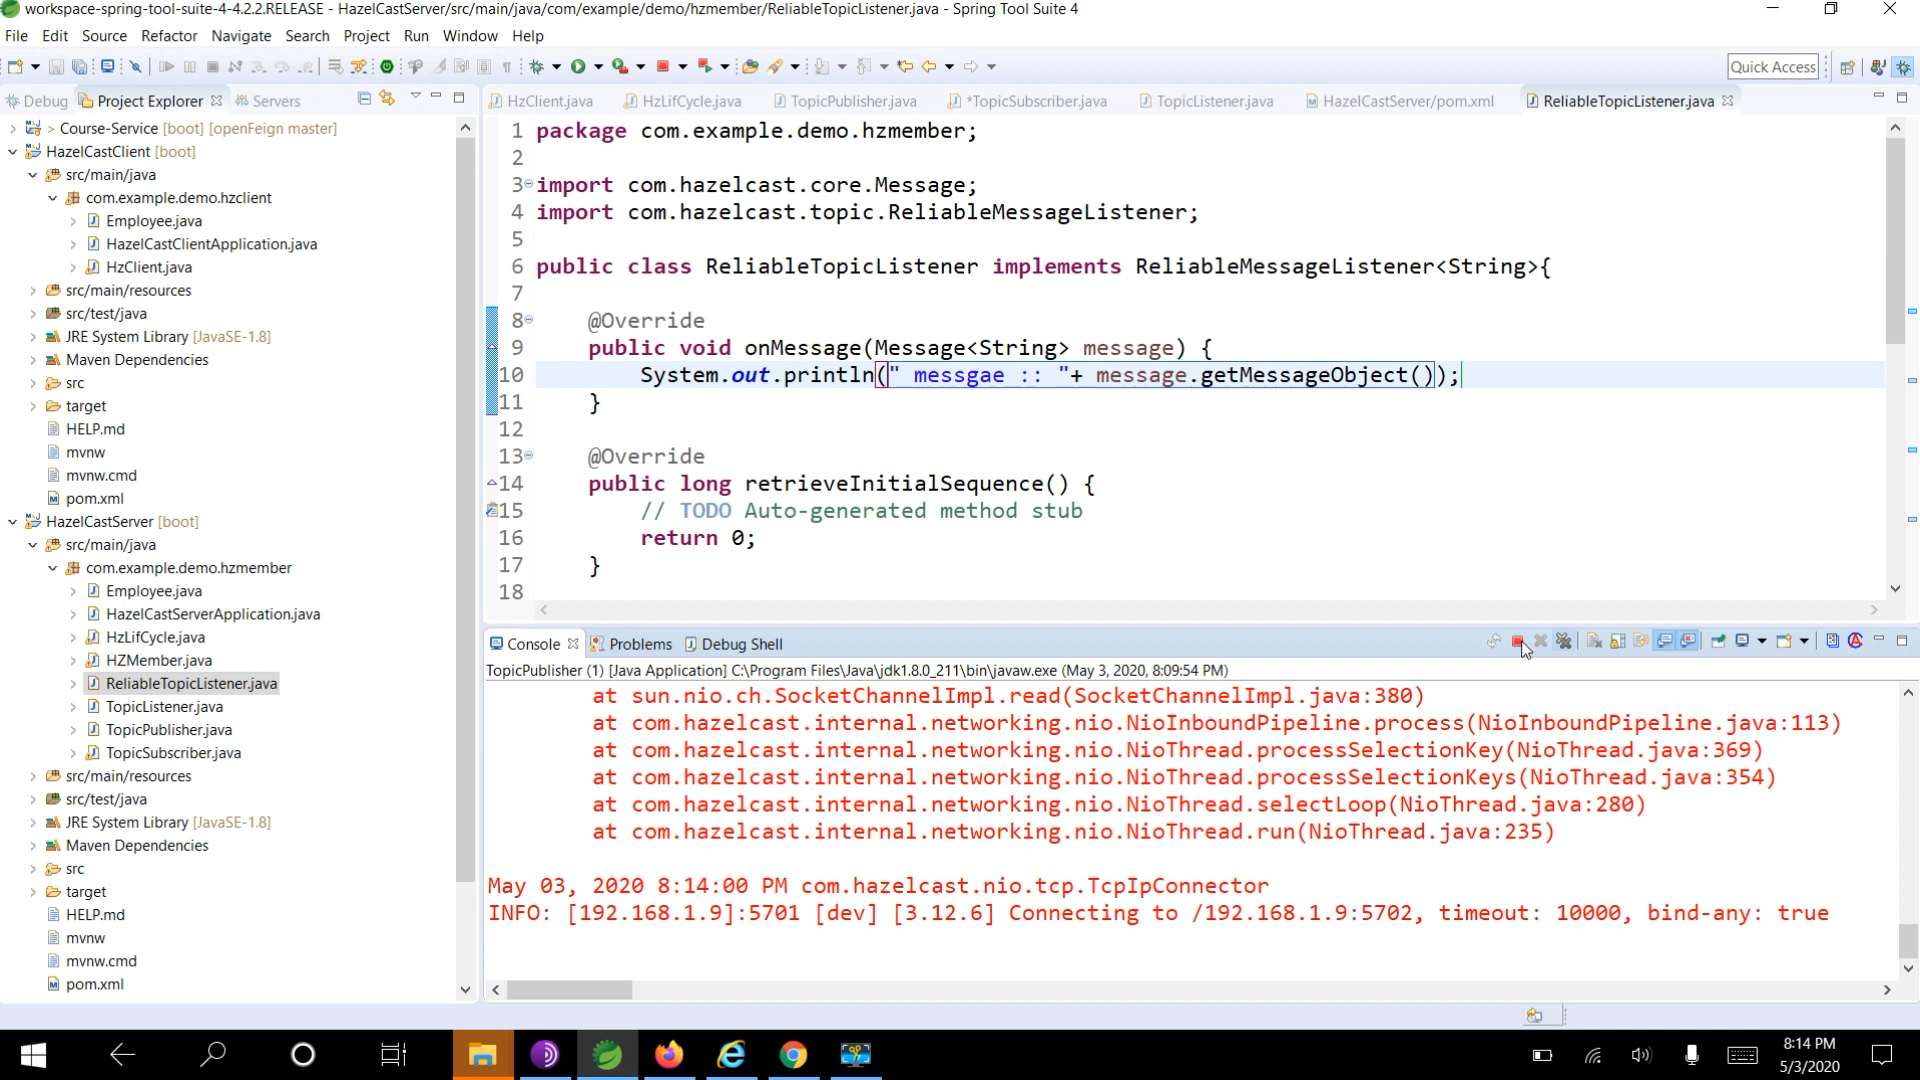 workspace-spring-tool-suite-4-4.2.2.RELEASE - HazelCastServer/src/main/java/com/example/demo/hzmember/ReliableTopicListener.java - Spring Tool Suite 4
File Edit Source Refactor Navigate Search Project Run Window Help
Quick Access
Debug Project Explorer Servers
HzClient.java HzLifCycle.java TopicPublisher.java *TopicSubscriber.java TopicListener.java HazelCastServer/pom.xml ReliableTopicListener.java
> Course-Service [boot] [openFeign master]
HazelCastClient [boot]
src/main/java
com.example.demo.hzclient
Employee.java
HazelCastClientApplication.java
HzClient.java
src/main/resources
src/test/java
JRE System Library [JavaSE-1.8]
Maven Dependencies
src
target
HELP.md
mvnw
mvnw.cmd
pom.xml
HazelCastServer [boot]
src/main/java
com.example.demo.hzmember
Employee.java
HazelCastServerApplication.java
HzLifCycle.java
HZMember.java
ReliableTopicListener.java
TopicListener.java
TopicPublisher.java
TopicSubscriber.java
src/main/resources
src/test/java
JRE System Library [JavaSE-1.8]
Maven Dependencies
src
target
HELP.md
mvnw
mvnw.cmd
pom.xml
1 package com.example.demo.hzmember;
2
3 import com.hazelcast.core.Message;
4 import com.hazelcast.topic.ReliableMessageListener;
5
6 public class ReliableTopicListener implements ReliableMessageListener<String>{
7
8 @Override
9 public void onMessage(Message<String> message) {
10 System.out.println(" messgae :: "+ message.getMessageObject());
11 }
12
13 @Override
14 public long retrieveInitialSequence() {
15 // TODO Auto-generated method stub
16 return 0;
17 }
18
Console Problems Debug Shell
TopicPublisher (1) [Java Application] C:\Program Files\Java\jdk1.8.0_211\bin\javaw.exe (May 3, 2020, 8:09:54 PM)
at sun.nio.ch.SocketChannelImpl.read(SocketChannelImpl.java:380)
at com.hazelcast.internal.networking.nio.NioInboundPipeline.process(NioInboundPipeline.java:113)
at com.hazelcast.internal.networking.nio.NioThread.processSelectionKey(NioThread.java:369)
at com.hazelcast.internal.networking.nio.NioThread.processSelectionKeys(NioThread.java:354)
at com.hazelcast.internal.networking.nio.NioThread.selectLoop(NioThread.java:280)
at com.hazelcast.internal.networking.nio.NioThread.run(NioThread.java:235)
May 03, 2020 8:14:00 PM com.hazelcast.nio.tcp.TcpIpConnector
INFO: [192.168.1.9]:5701 [dev] [3.12.6] Connecting to /192.168.1.9:5702, timeout: 10000, bind-any: true
8:14 PM
5/3/2020